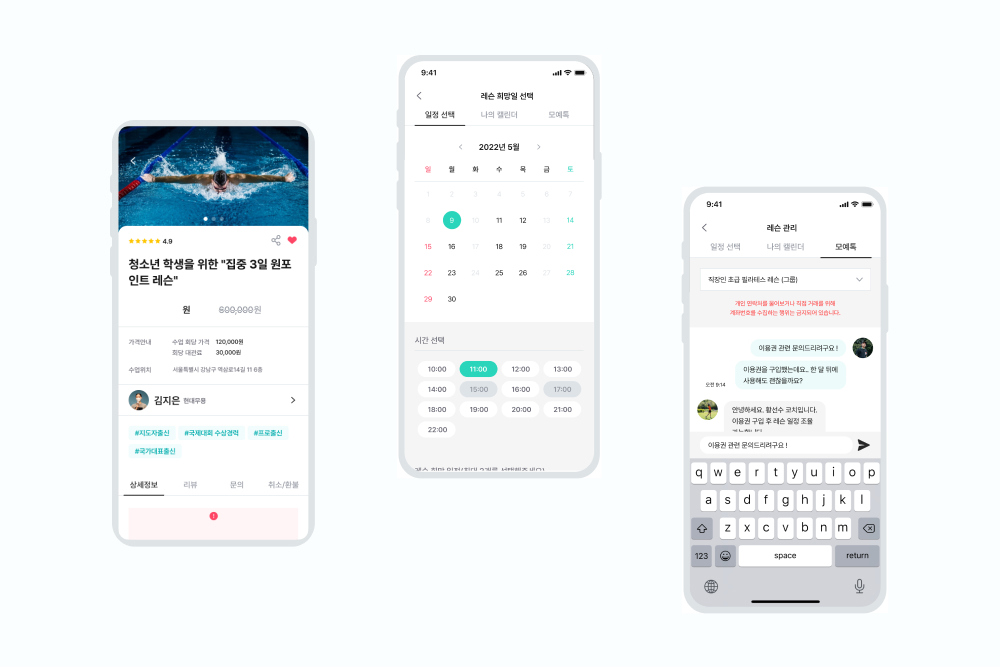 4.9
청소년 학생을 위한 "집중 3일 원포
인트 레슨"
원 600,000원
가격안내 수업 회당 가격 120,000원
회당 대관료 30,000원
수업위치 서울특별시 강남구 역삼로14길 11 6층
김지은 현대무용
#지도자출신 #국제대회 수상경력 #프로출신
#국가대표출신
상세정보 리뷰 문의 취소/환불
9:41
레슨 희망일 선택
일정 선택 나의 캘린더 모예톡
2022년 5월
일 월 화 수 목 금 토
1 2 3 4 5 6 7
8 9 10 11 12 13 14
15 16 17 18 19 20 21
22 23 24 25 26 27 28
29 30
시간 선택
10:00 11:00 12:00 13:00
14:00 15:00 16:00 17:00
18:00 19:00 20:00 21:00
22:00
9:41
레슨 관리
일정 선택 나의 캘린더 모예톡
직장인 초급 필라테스 레슨 (그룹)
개인 연락처를 물어보거나 직접 거래를 위해
계좌번호를 수집하는 행위는 금지되어 있습니다.
이용권 관련 문의드리려구요 !
이용권을 구입했는데요.. 한 달 뒤에
사용해도 괜찮을까요?
오전 9:14
안녕하세요. 황선수 코치입니다.
이용권 구입 후 레슨 일정 조율
이용권 관련 문의드리려구요 !
q w e r t y u i o p
a s d f g h j k l
z x c v b n m
123 space return